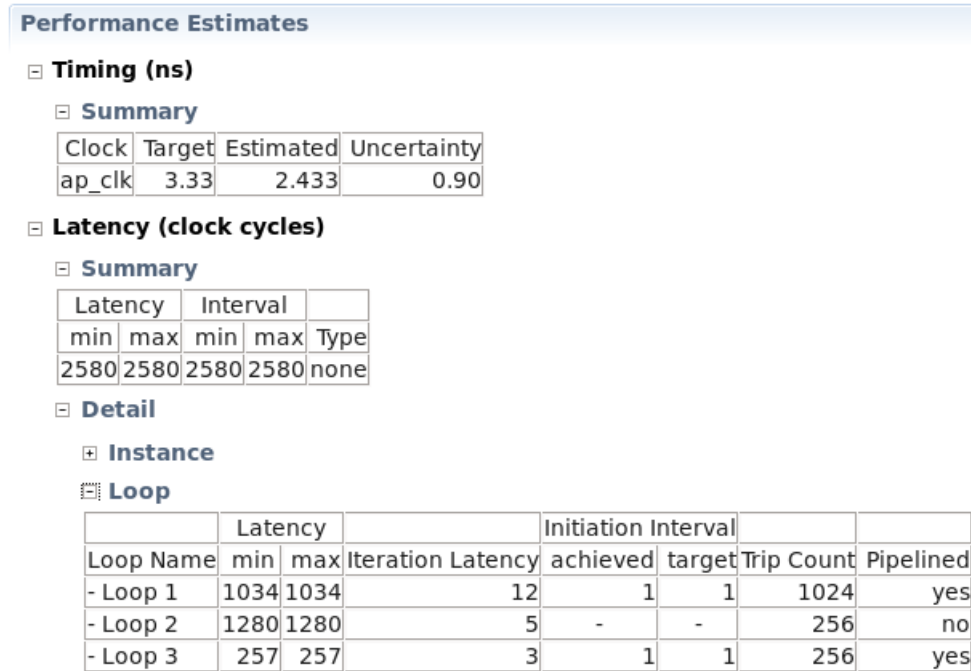 Performance Estimates
Timing (ns)
Summary
Clock Target Estimated Uncertainty
ap_clk 3.33 2.433 0.90
Latency (clock cycles)
Summary
Latency Interval
min max min max Type
2580 2580 2580 2580 none
Detail
Instance
Loop
Latency Initiation Interval
Loop Name min max Iteration Latency achieved target Trip Count Pipelined
- Loop 1 1034 1034 12 1 1 1024 yes
- Loop 2 1280 1280 5 - - 256 no
- Loop 3 257 257 3 1 1 256 yes